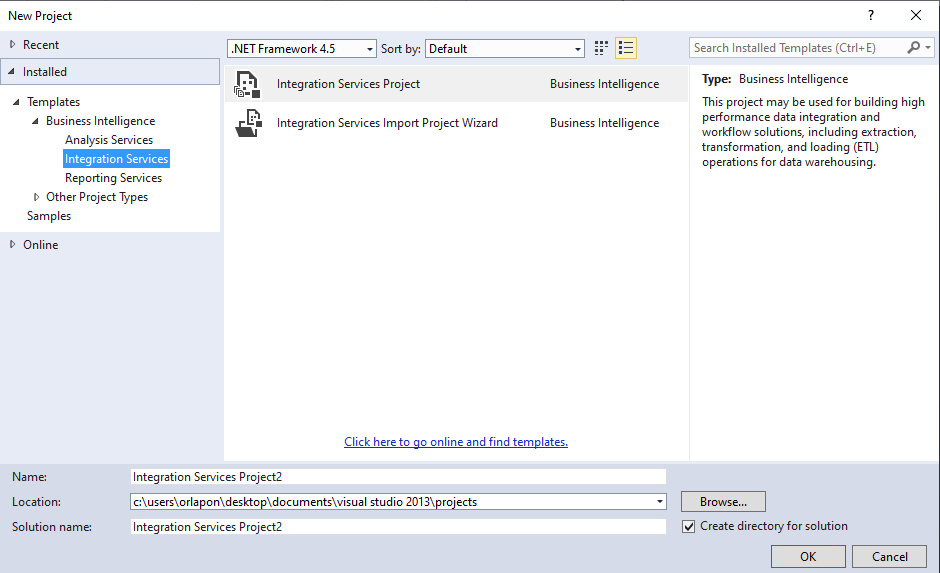 New Project
?
Recent
Installed
Templates
Business Intelligence
Analysis Services
Integration Services
Reporting Services
Other Project Types
Samples
Online
.NET Framework 4.5
Sort by: Default
Search Installed Templates (Ctrl+E)
Integration Services Project Business Intelligence
Integration Services Import Project Wizard Business Intelligence
Click here to go online and find templates.
Type: Business Intelligence
This project may be used for building high
performance data integration and
workflow solutions, including extraction,
transformation, and loading (ETL)
operations for data warehousing.
Name: Integration Services Project2
Location: c:\users\orlapon\desktop\documents\visual studio 2013\projects
Browse...
Solution name: Integration Services Project2
Create directory for solution
OK
Cancel